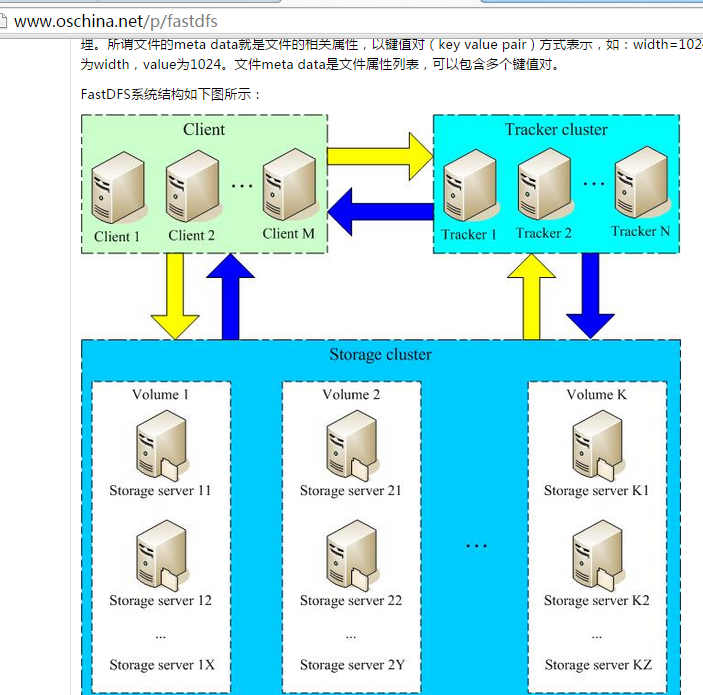 www.oschina.net/p/fastdfs
理。所谓文件的meta data就是文件的相关属性，以键值对（key value pair）方式表示，如：width=1024
为width，value为1024。文件meta data是文件属性列表，可以包含多个键值对。
FastDFS系统结构如下图所示：
Client
Tracker cluster
...
...
Client 1
Client 2
Client M
Tracker 1
Tracker 2
Tracker N
Storage cluster
Volume 1
Volume 2
Volume K
Storage server 11
Storage server 21
Storage server K1
...
Storage server 12
Storage server 22
Storage server K2
...
...
...
Storage server 1X
Storage server 2Y
Storage server KZ